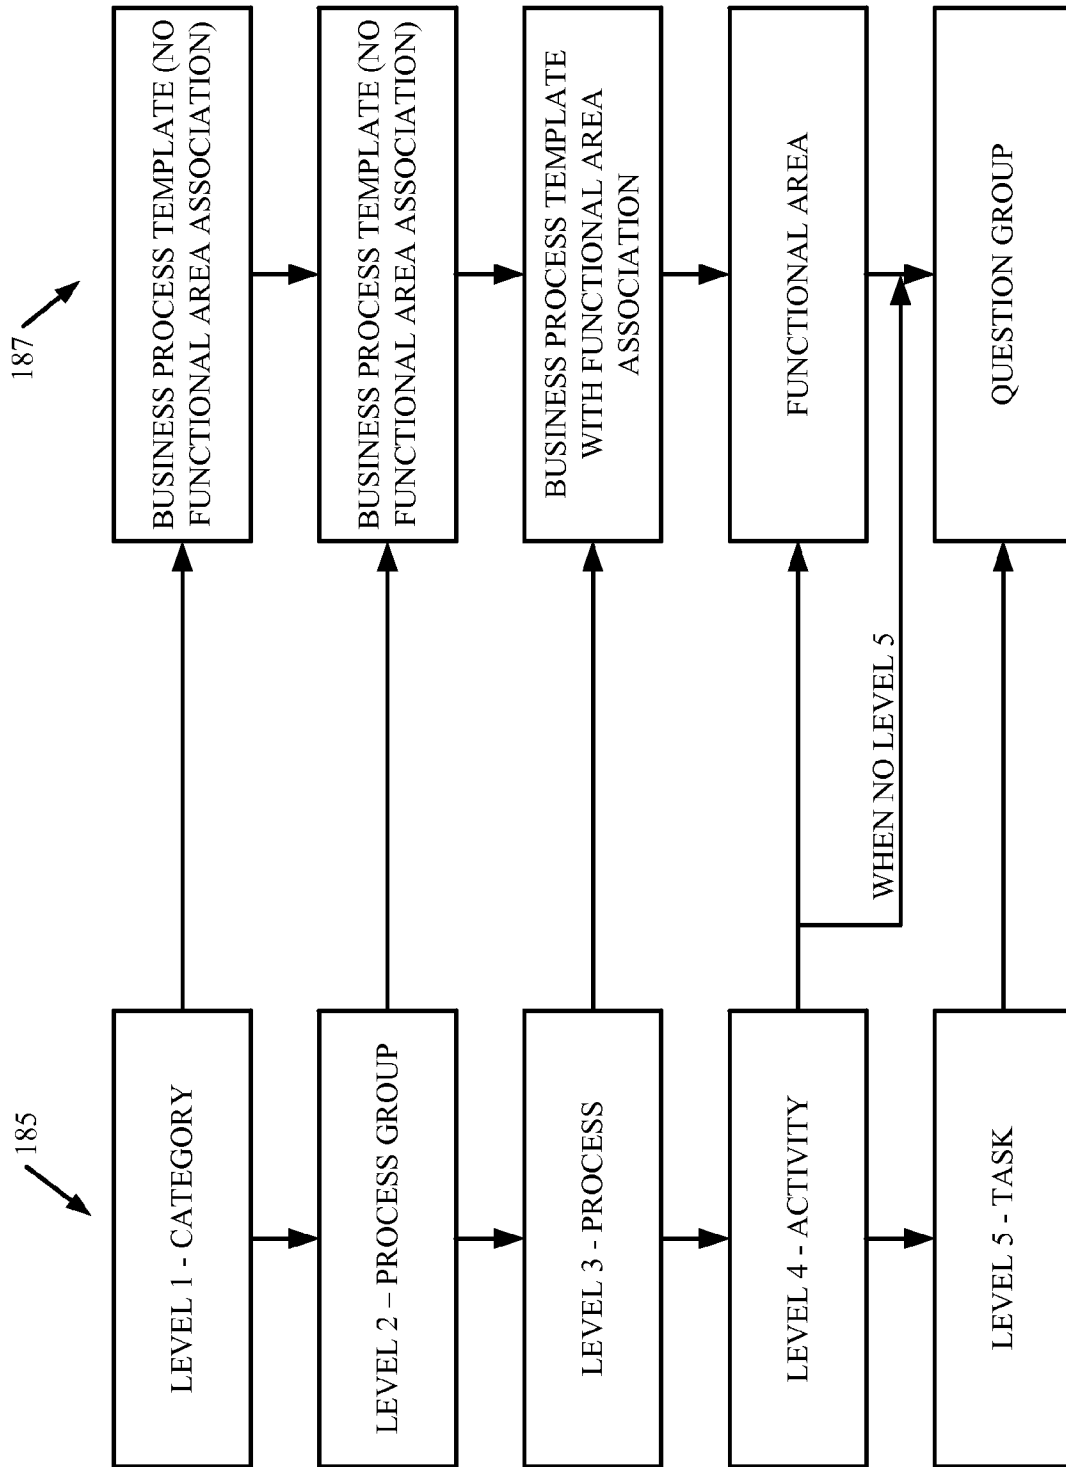 185
187
LEVEL 1 - CATEGORY
BUSINESS PROCESS TEMPLATE (NO
FUNCTIONAL AREA ASSOCIATION)
LEVEL 2 – PROCESS GROUP
BUSINESS PROCESS TEMPLATE (NO
FUNCTIONAL AREA ASSOCIATION)
LEVEL 3 - PROCESS
BUSINESS PROCESS TEMPLATE
WITH FUNCTIONAL AREA
ASSOCIATION
LEVEL 4 - ACTIVITY
FUNCTIONAL AREA
WHEN NO LEVEL 5
LEVEL 5 - TASK
QUESTION GROUP